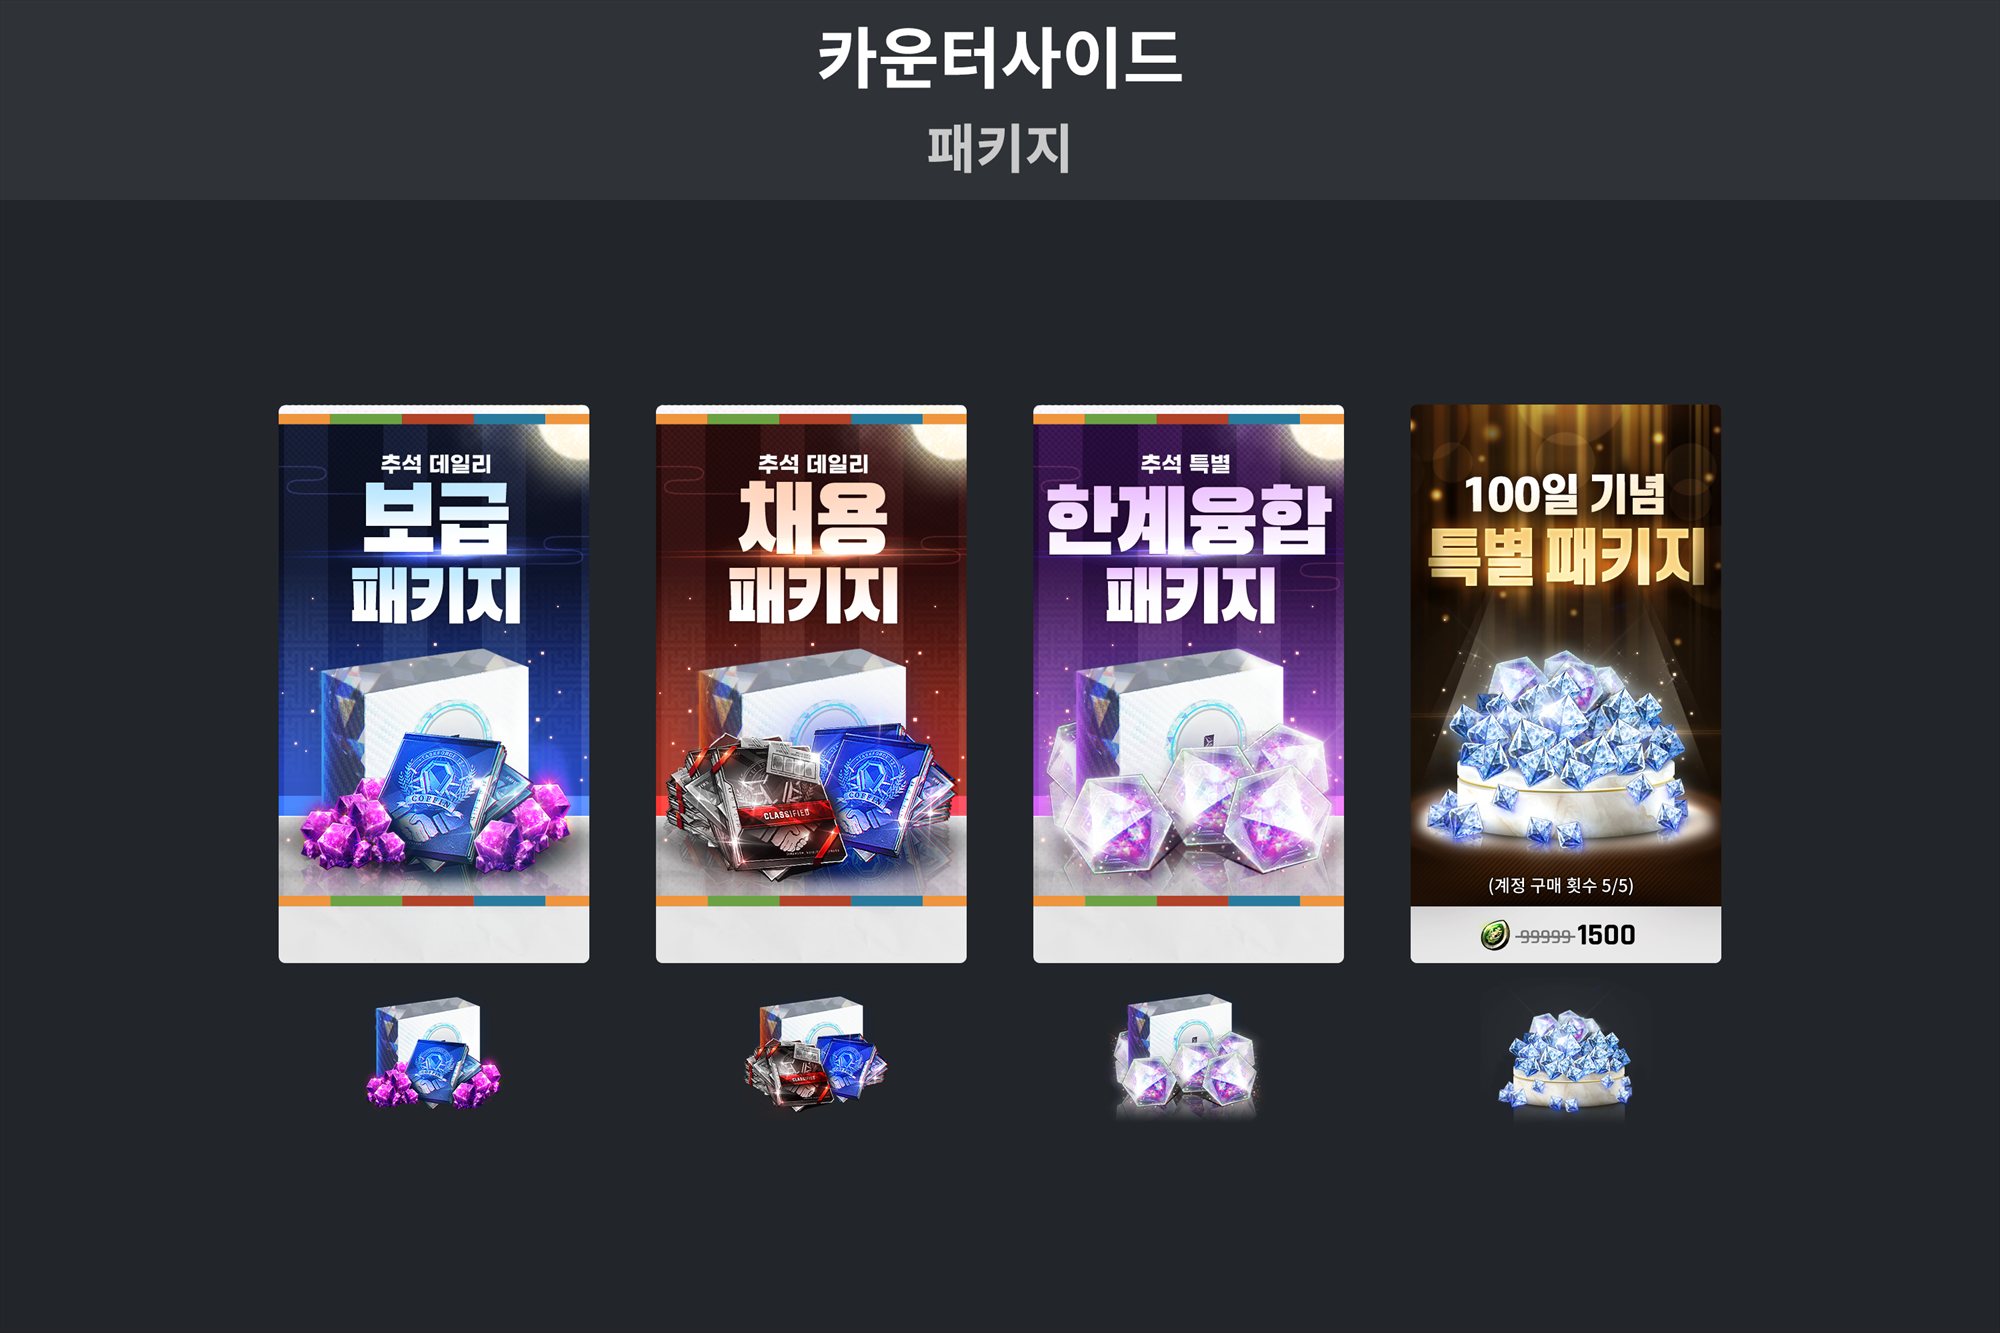 카운터사이드
패키지
추석 데일리
보급
패키지
COFFIN
추석 데일리
채용
패키지
CLASSIFIED
COFFIN
추석 특별
한계융합
패키지
100일 기념
특별 패키지
(계정 구매 횟수 5/5)
99999 1500